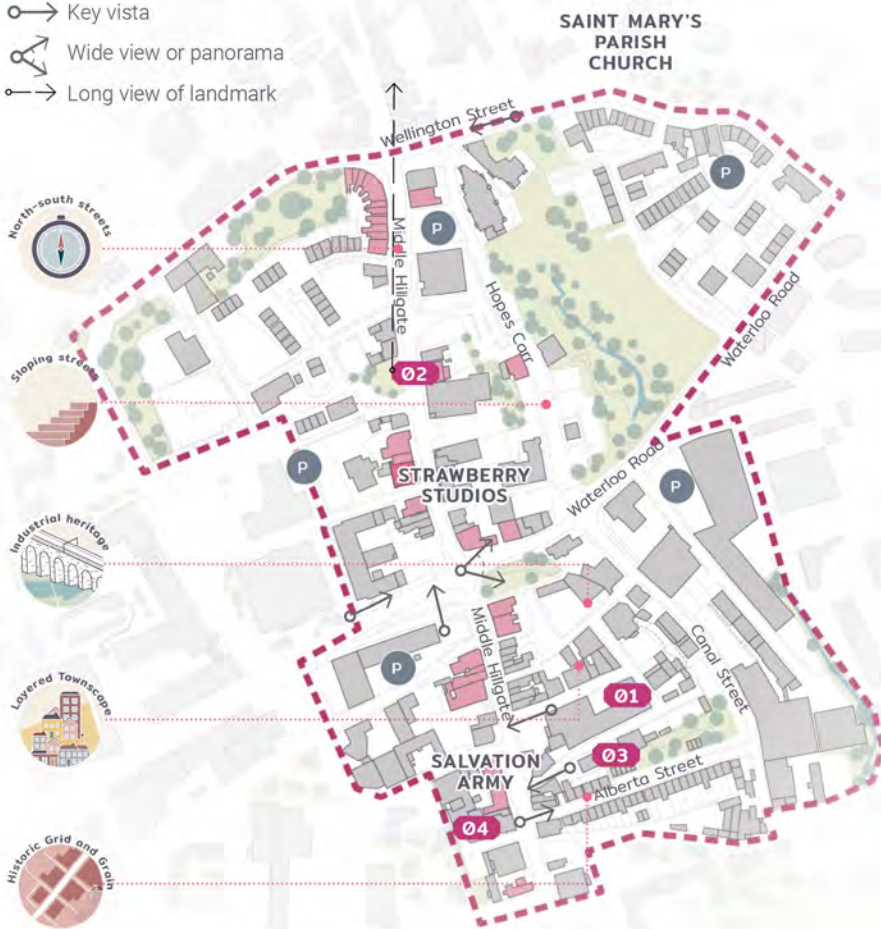 Key vista
Wide view or panorama
Long view of landmark
SAINT MARY'S
PARISH
CHURCH
Wellington Street
P
North-south streets
P
Middle Hillgate
Hopes Carr
Waterloo Road
Sloping streets
02
P
STRAWBERRY
STUDIOS
Waterloo Road
P
Industrial heritage
Middle Hillgate
Canal Street
P
Layered Townscape
01
SALVATION
ARMY
03
Alberta Street
04
Historic Grid and Grain